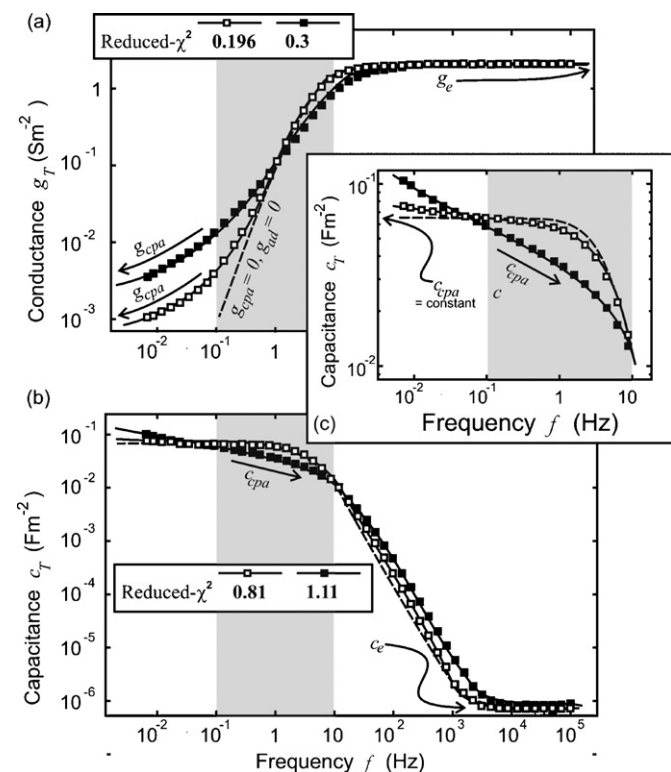 (a)
Reduced-χ² 0.196 0.3
Conductance g_T (Sm⁻²)
1
10⁻¹
10⁻²
10⁻³
g_e
g_cpa
g_cpa
g_cpa = 0, g_ad = 0
10⁻² 10⁻¹ 1
Capacitance c_T (Fm⁻²)
10⁻¹
10⁻²
c_cpa
= constant
c
c_cpa
10⁻² 10⁻¹ 1 10
(c) Frequency f (Hz)
(b)
Capacitance c_T (Fm⁻²)
10⁻¹
10⁻²
10⁻³
10⁻⁴
10⁻⁵
10⁻⁶
c_cpa
Reduced-χ² 0.81 1.11
c_e
10⁻² 10⁻¹ 1 10 10² 10³ 10⁴ 10⁵
Frequency f (Hz)